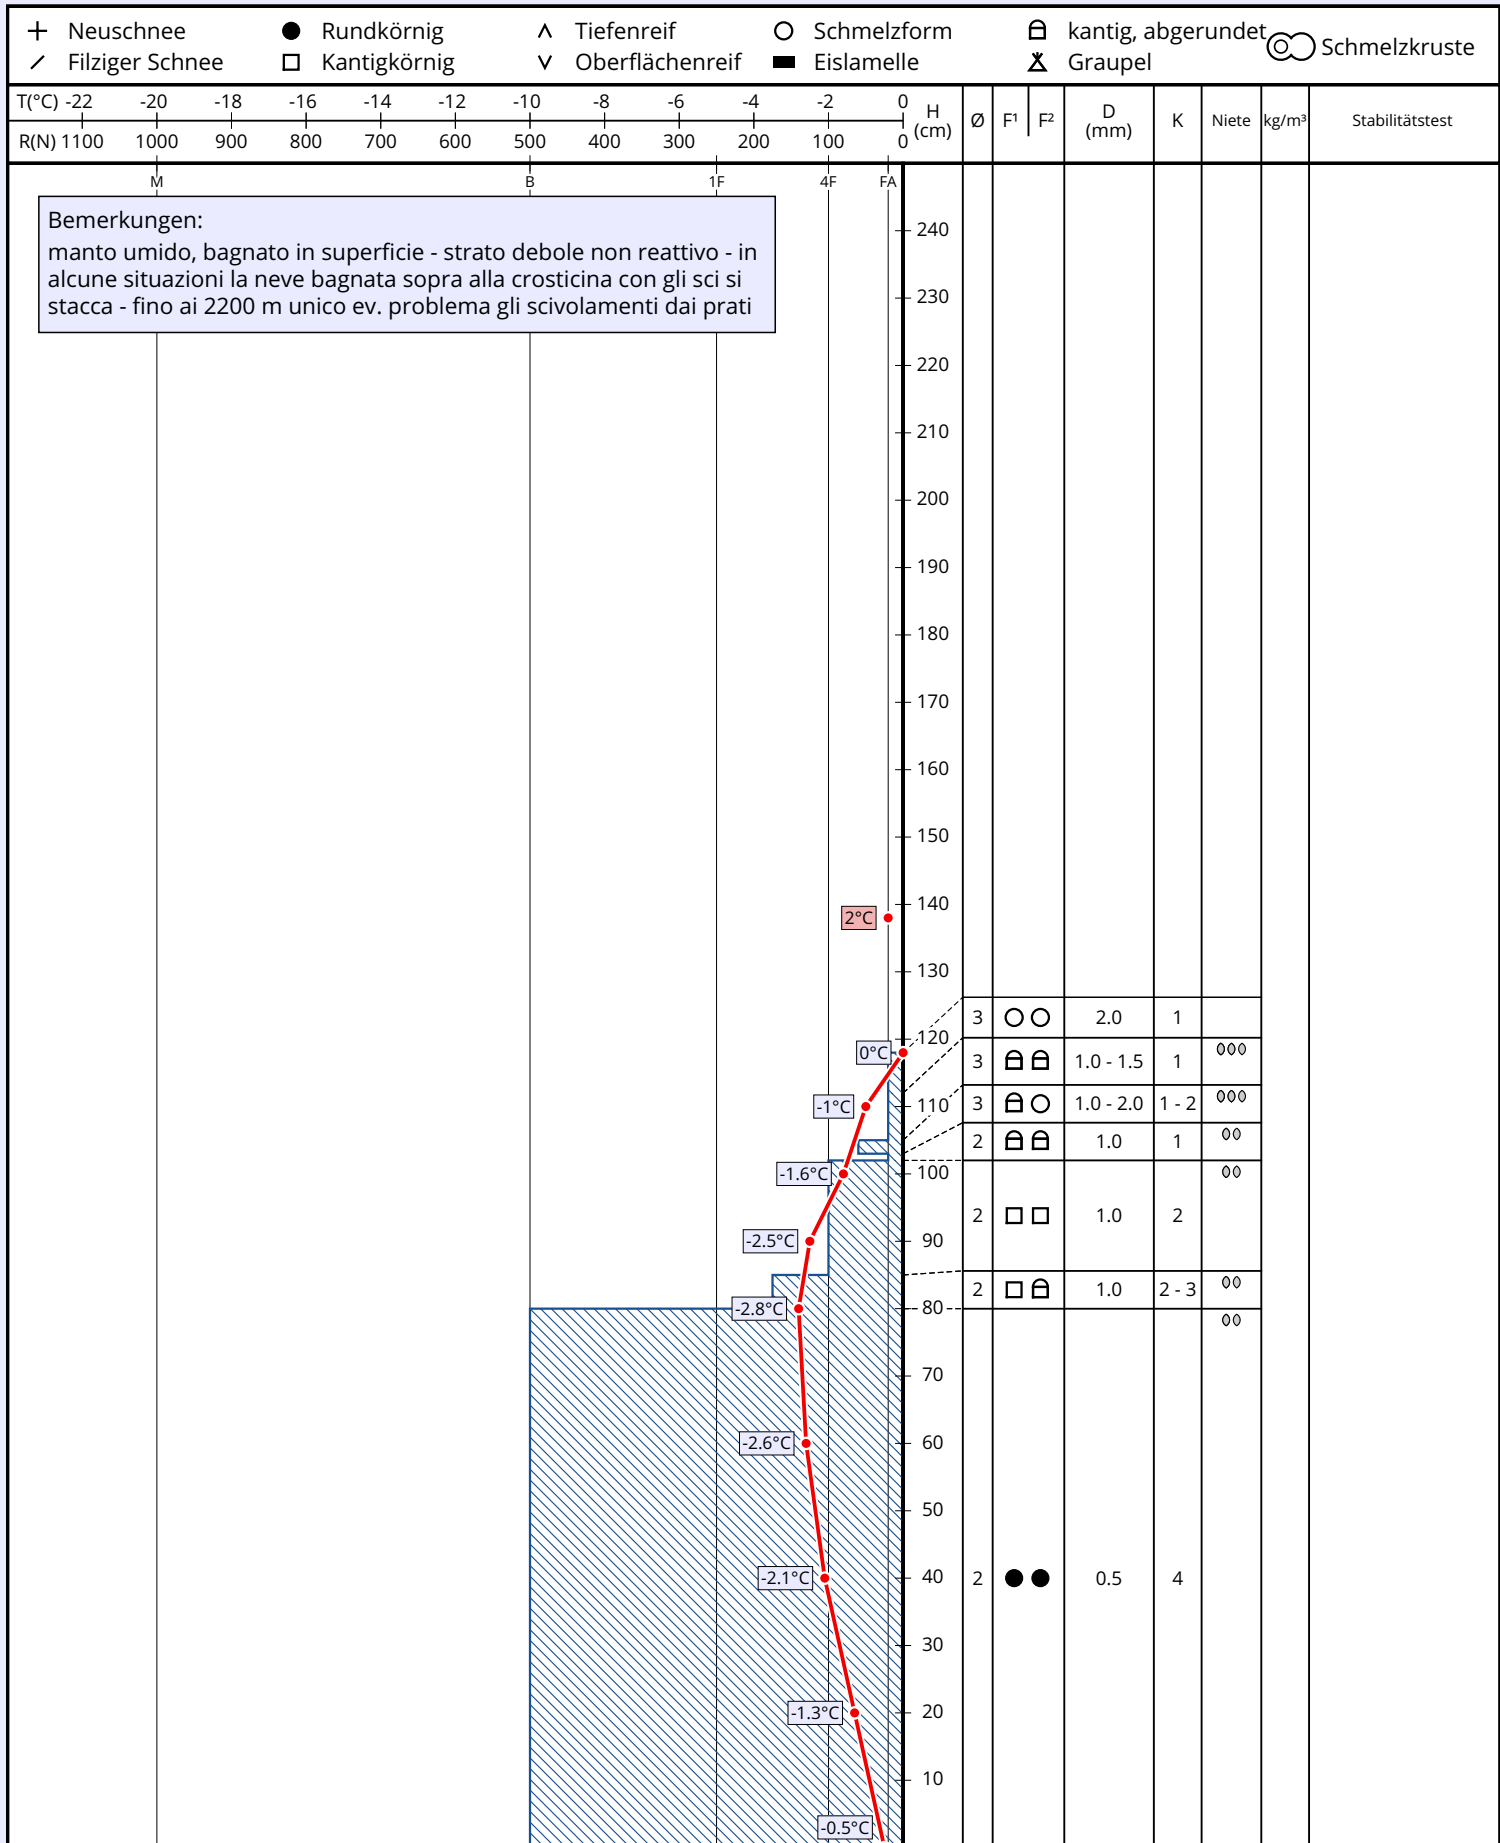 Neuschnee Rundkörnig Tiefenreif Schmelzform kantig, abgerundet Schmelzkruste
Filziger Schnee Kantigkörnig Oberflächenreif Eislamelle Graupel
T(°C) -22 -20 -18 -16 -14 -12 -10 -8 -6 -4 -2 0
R(N) 1100 1000 900 800 700 600 500 400 300 200 100 0
H (cm) Ø F¹ F² D (mm) K Niete kg/m³ Stabilitätstest
M B 1F 4F FA
Bemerkungen:
manto umido, bagnato in superficie - strato debole non reattivo - in
alcune situazioni la neve bagnata sopra alla crosticina con gli sci si
stacca - fino ai 2200 m unico ev. problema gli scivolamenti dai prati
240
230
220
210
200
190
180
170
160
150
140
2°C
130
3 2.0 1
120
0°C
3 1.0 - 1.5 1
-1°C 110 3 1.0 - 2.0 1 - 2
2 1.0 1
-1.6°C 100
2 1.0 2
-2.5°C 90
2 1.0 2 - 3
-2.8°C 80
70
-2.6°C 60
50
-2.1°C 40 2 0.5 4
30
-1.3°C 20
10
-0.5°C